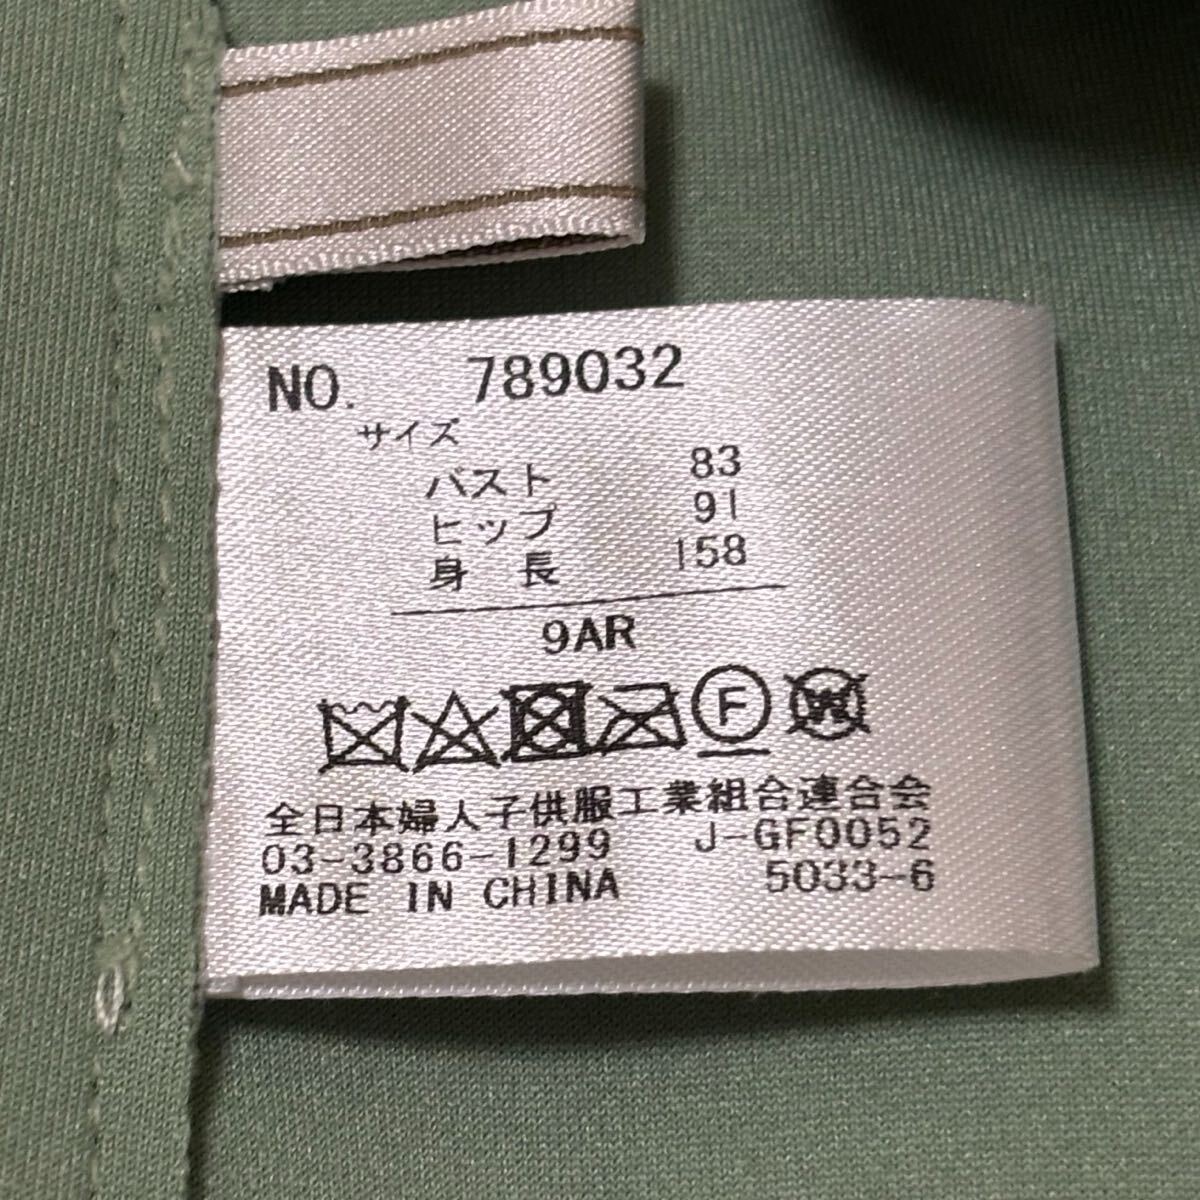 NO. 789032
サイズ
バスト 83
ヒップ 91
身 長 158
9AR
F W
全日本婦人子供服工業組合連合会
03-3866-1299 J-GF0052
MADE IN CHINA 5033-6